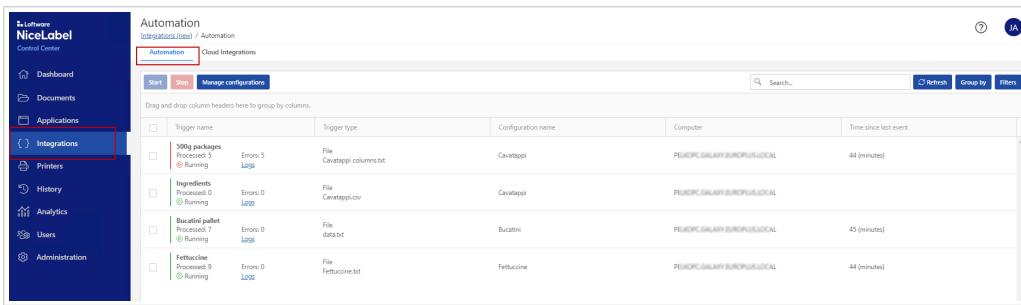 Loftware
NiceLabel
Control Center
Dashboard
Documents
Applications
{ } Integrations
Printers
History
Analytics
Users
Administration
Automation
Integrations (new) / Automation
Automation Cloud Integrations
? JA
Start Stop Manage configurations Search... Refresh Group by Filters
Drag and drop column headers here to group by columns.
Trigger name Trigger type Configuration name Computer Time since last event
500g packages
Processed: 5 Errors: 5
Running Logs
File
Cavatappi columns.txt
Cavatappi
44 (minutes)
Ingredients
Processed: 0 Errors: 0
Running Logs
File
Cavatappi.csv
Cavatappi
Bucatini pallet
Processed: 7 Errors: 0
Running Logs
File
data.txt
Bucatini
45 (minutes)
Fettuccine
Processed: 9 Errors: 0
Running Logs
File
Fettuccine.txt
Fettuccine
44 (minutes)